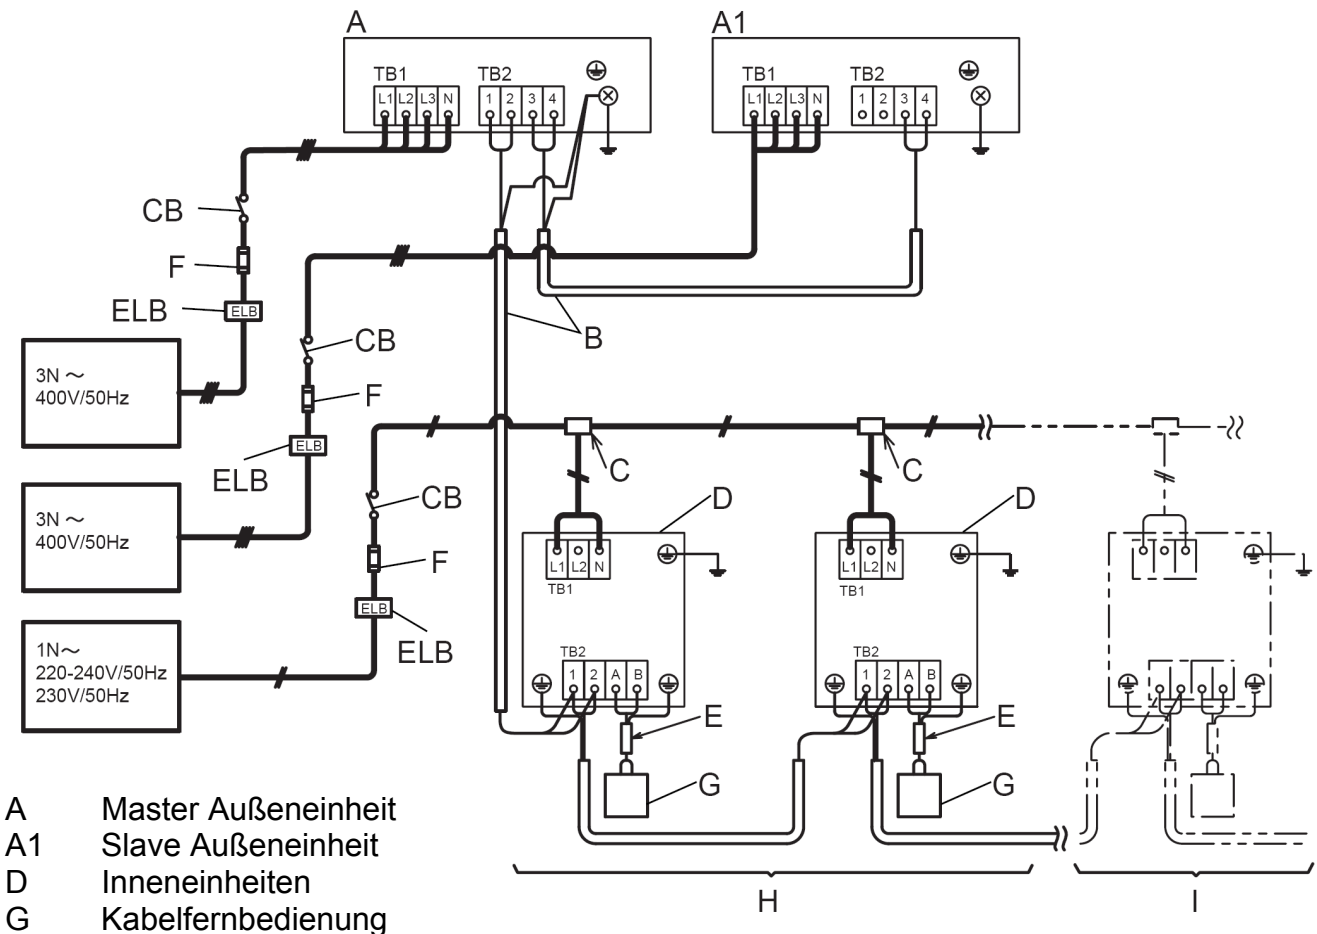 A
A1
TB1
TB2
L1 L2 L3 N
1 2 3 4
TB1
TB2
L1 L2 L3 N
1 2 3 4
CB
F
ELB
ELB
B
3N ~
400V/50Hz
CB
F
ELB
ELB
C
C
3N ~
400V/50Hz
CB
F
ELB
ELB
D
D
L1 L2 N
TB1
L1 L2 N
TB1
1N~
220-240V/50Hz
230V/50Hz
TB2
1 2 A B
TB2
1 2 A B
E
E
G
G
H
I
A Master Außeneinheit
A1 Slave Außeneinheit
D Inneneinheiten
G Kabelfernbedienung